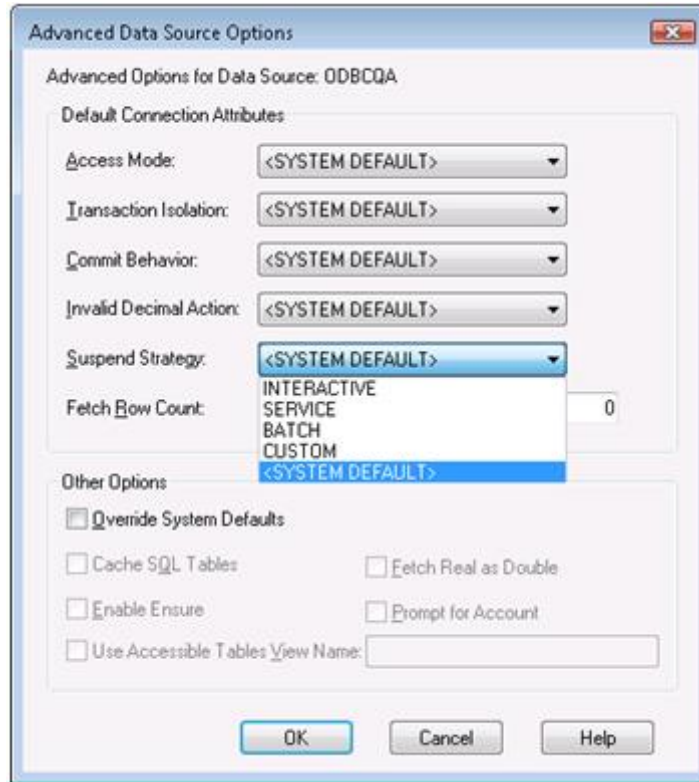 Advanced Data Source Options
Advanced Options for Data Source: ODBCQA
Default Connection Attributes
Access Mode: <SYSTEM DEFAULT>
Transaction Isolation: <SYSTEM DEFAULT>
Commit Behavior: <SYSTEM DEFAULT>
Invalid Decimal Action: <SYSTEM DEFAULT>
Suspend Strategy: <SYSTEM DEFAULT>
INTERACTIVE
Fetch Row Count: SERVICE 0
BATCH
CUSTOM
<SYSTEM DEFAULT>
Other Options
Override System Defaults
Cache SQL Tables Fetch Real as Double
Enable Ensure Prompt for Account
Use Accessible Tables View Name:
OK Cancel Help